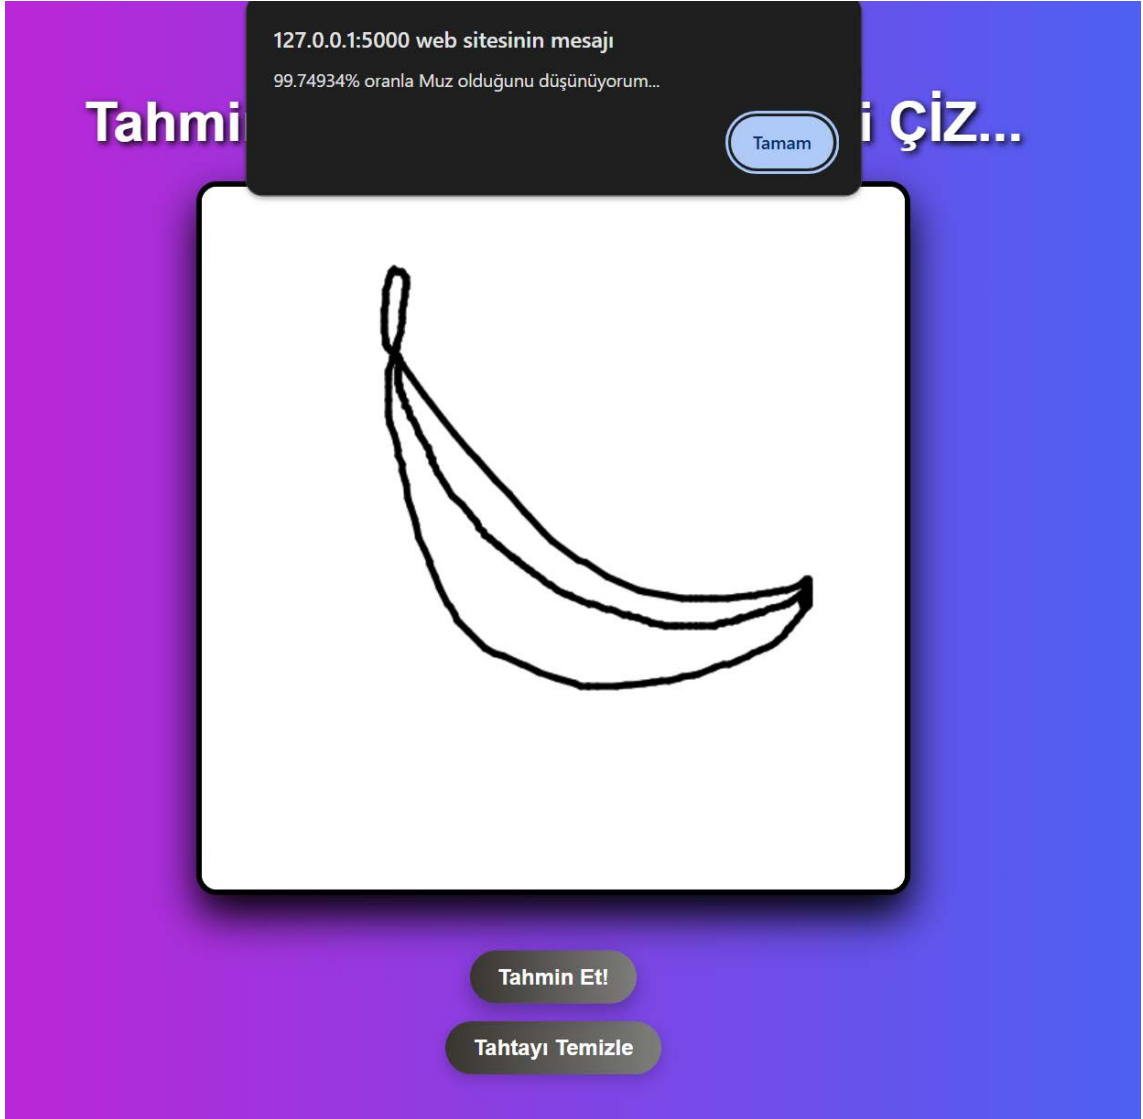 127.0.0.1:5000 web sitesinin mesajı
99.74934% oranla Muz olduğunu düşünüyorum...
Tamam
ÇİZ...
Tahmin Et!
Tahtayı Temizle